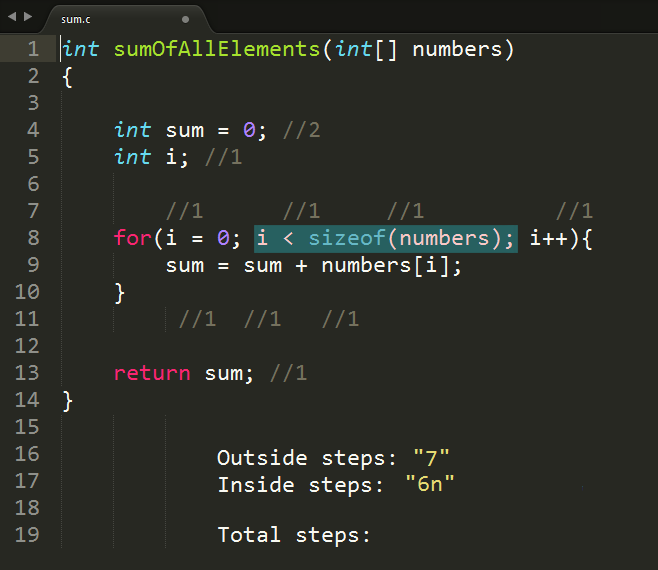 sum.c
1 int sumOfAllElements(int[] numbers)
2 {
3
4 int sum = 0; //2
5 int i; //1
6
7 //1 //1 //1 //1
8 for(i = 0; i < sizeof(numbers); i++){
9 sum = sum + numbers[i];
10 }
11 //1 //1 //1
12
13 return sum; //1
14 }
15
16 Outside steps: "7"
17 Inside steps: "6n"
18
19 Total steps: